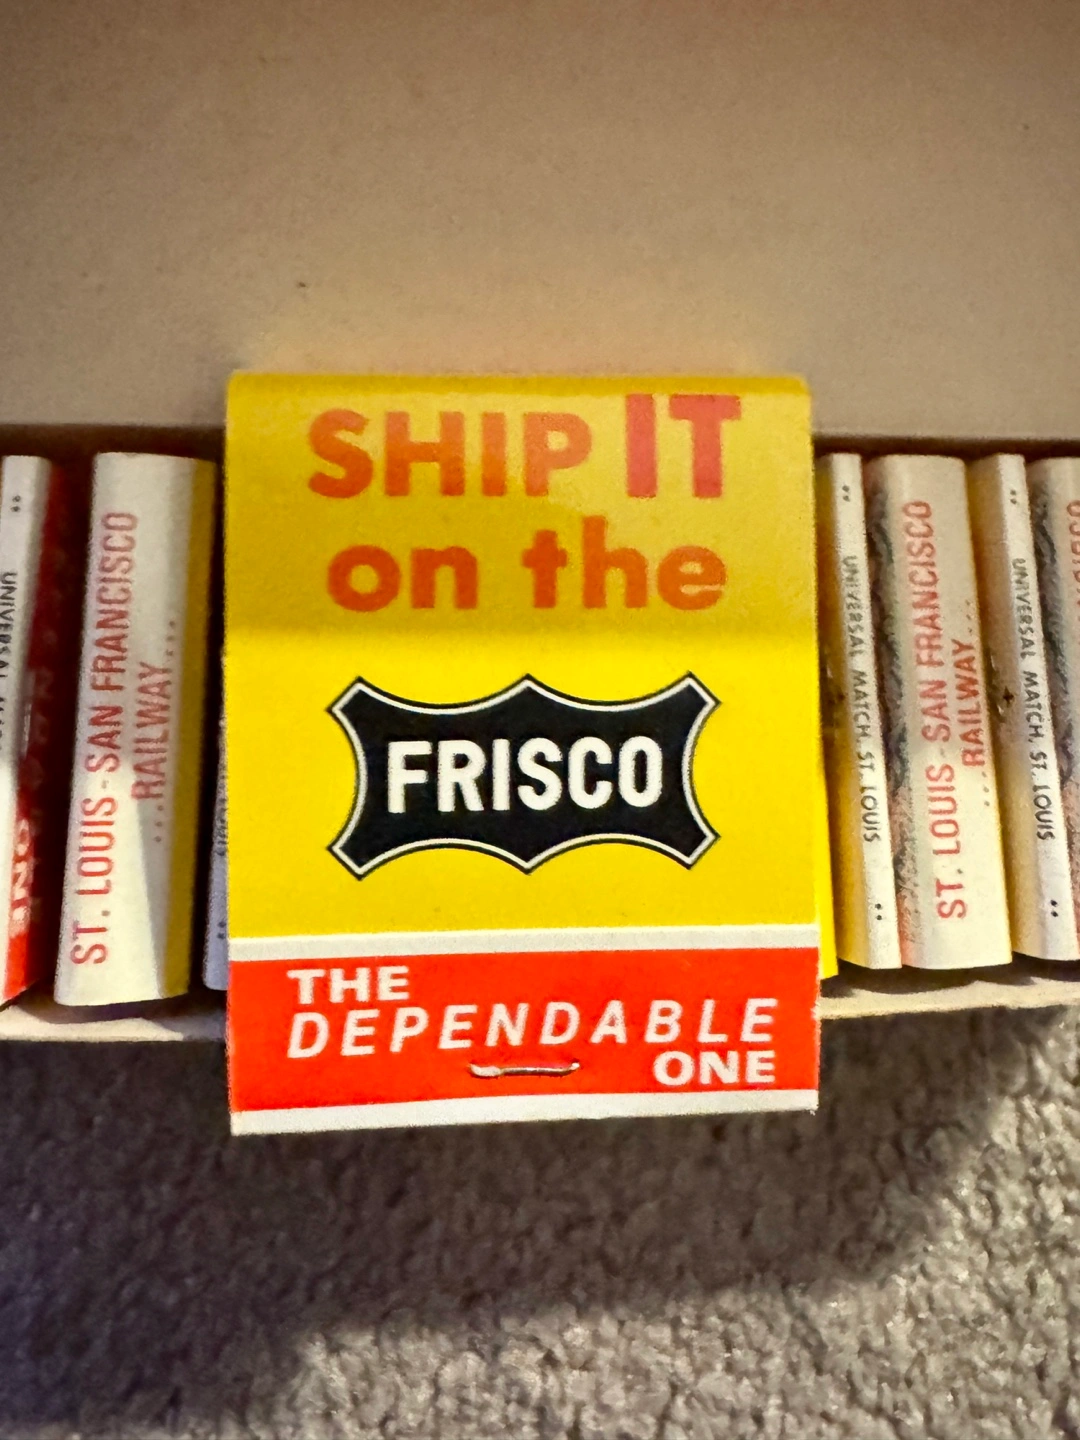 SHIP IT
on the
FRISCO
THE
DEPENDABLE
ONE
ST. LOUIS - SAN FRANCISCO
...RAILWAY....
UNIVERSAL MATCH, ST. LOUIS
ST. LOUIS - SAN FRANCISCO
...RAILWAY....
UNIVERSAL MATCH, ST. LOUIS